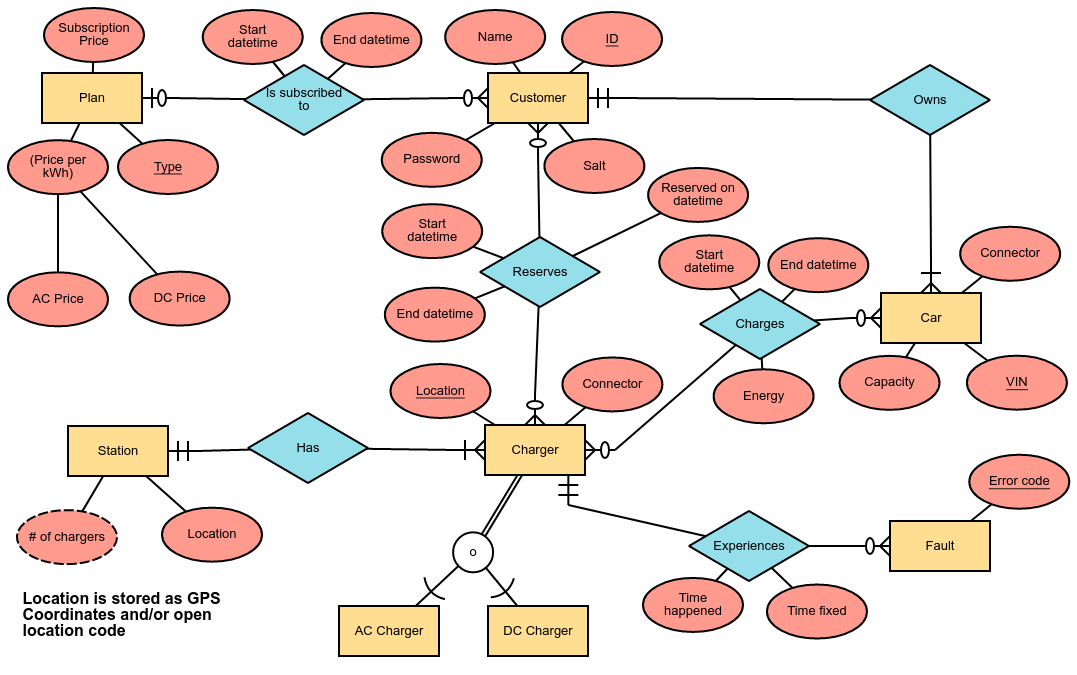 Subscription
Price
Start
datetime
End datetime
Name
ID
Plan
Is subscribed
to
Customer
Owns
(Price per
kWh)
Type
Password
Salt
Reserved on
datetime
Start
datetime
Start
datetime
End datetime
Connector
AC Price
DC Price
Reserves
End datetime
Charges
Car
Location
Connector
Energy
Capacity
VIN
Station
Has
Charger
Error code
# of chargers
Location
o
Experiences
Fault
Time
happened
Time fixed
Location is stored as GPS
Coordinates and/or open
location code
AC Charger
DC Charger